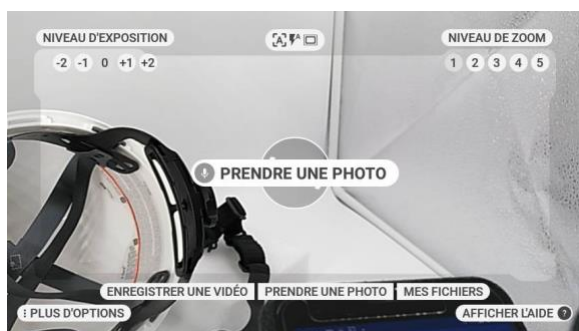 NIVEAU D'EXPOSITION
-2 -1 0 +1 +2
[A] A
NIVEAU DE ZOOM
1 2 3 4 5
PRENDRE UNE PHOTO
ENREGISTRER UNE VIDÉO PRENDRE UNE PHOTO MES FICHIERS
PLUS D'OPTIONS
AFFICHER L'AIDE ?